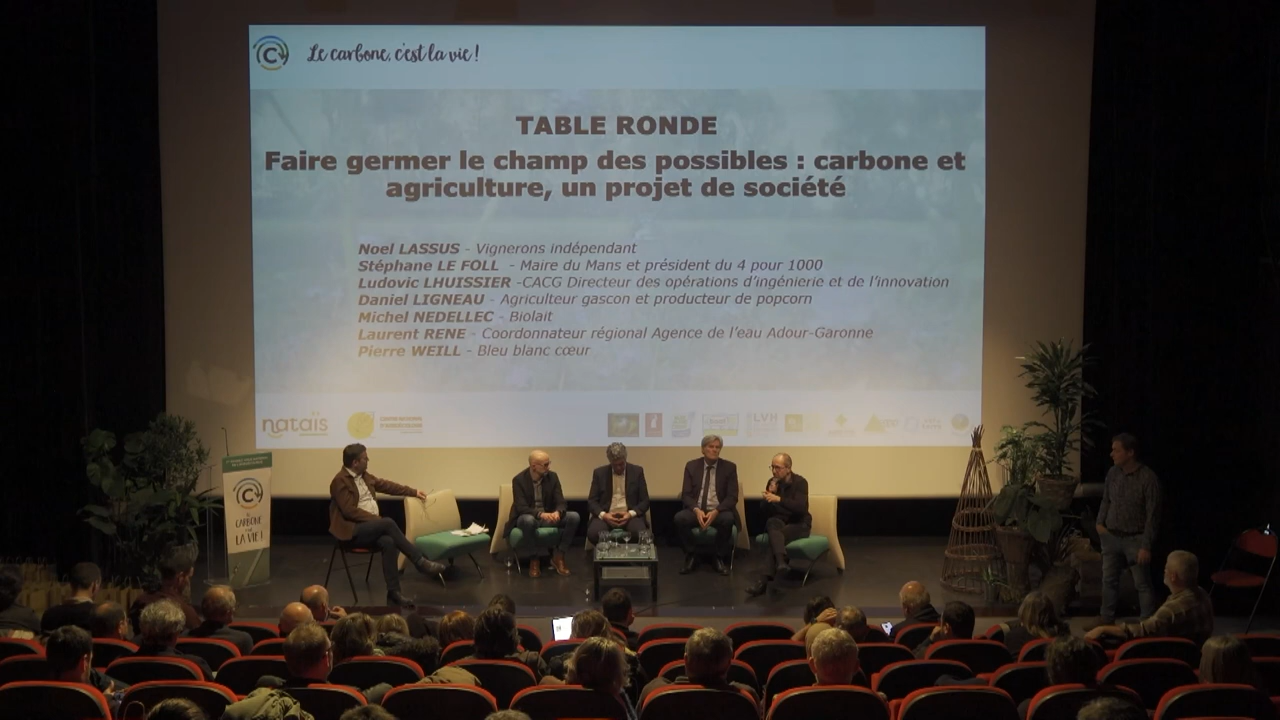 Le carbone, c'est la vie !
TABLE RONDE
Faire germer le champ des possibles : carbone et
agriculture, un projet de société
Noel LASSUS - Vignerons indépendant
Stéphane LE FOLL - Maire du Mans et président du 4 pour 1000
Ludovic LHUISSIER -CACG Directeur des opérations d'ingénierie et de l'innovation
Daniel LIGNEAU - Agriculteur gascon et producteur de popcorn
Michel NEDELLEC - Biolait
Laurent RENE - Coordonnateur régional Agence de l'eau Adour-Garonne
Pierre WEILL - Bleu blanc cœur
nataïs
LVH
C
CARBONE
LA VIE !